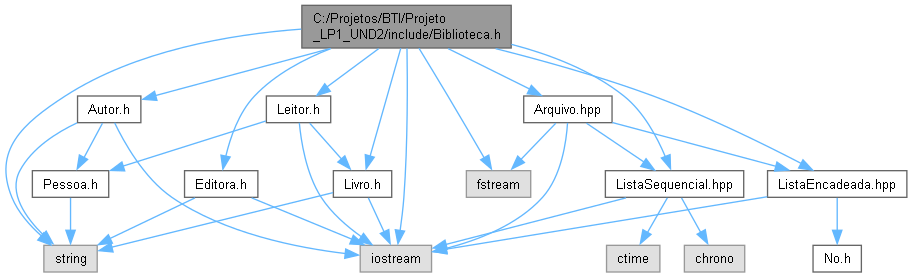 C:/Projetos/BTI/Projeto
_LP1_UND2/include/Biblioteca.h
Autor.h
Leitor.h
Arquivo.hpp
Pessoa.h
Editora.h
Livro.h
fstream
ListaSequencial.hpp
ListaEncadeada.hpp
string
iostream
ctime
chrono
No.h